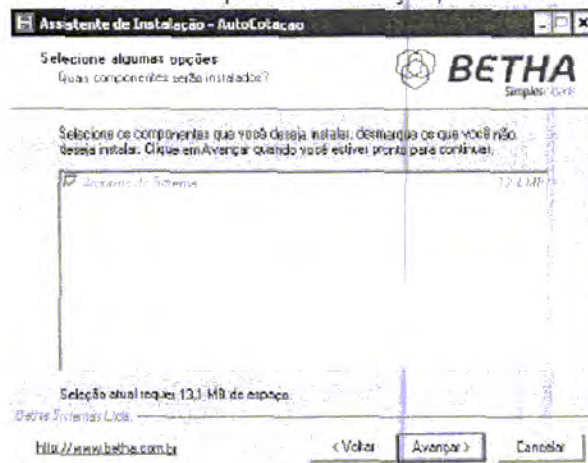 Assistente de Instalação - AutoCotacao
Selecione algumas opções
Quais componentes serão instalados?
BETHA
Simples
Selecione os componentes que você deseja instalar, desmarque os que você não
deseja instalar. Clique em Avançar quando você estiver pronto para continuar.
Arquivos do Sistema
Seleção atual requer 13,1 MB de espaço.
Betha Sistemas Ltda.
http://www.betha.com.br
< Voltar
Avançar >
Cancelar